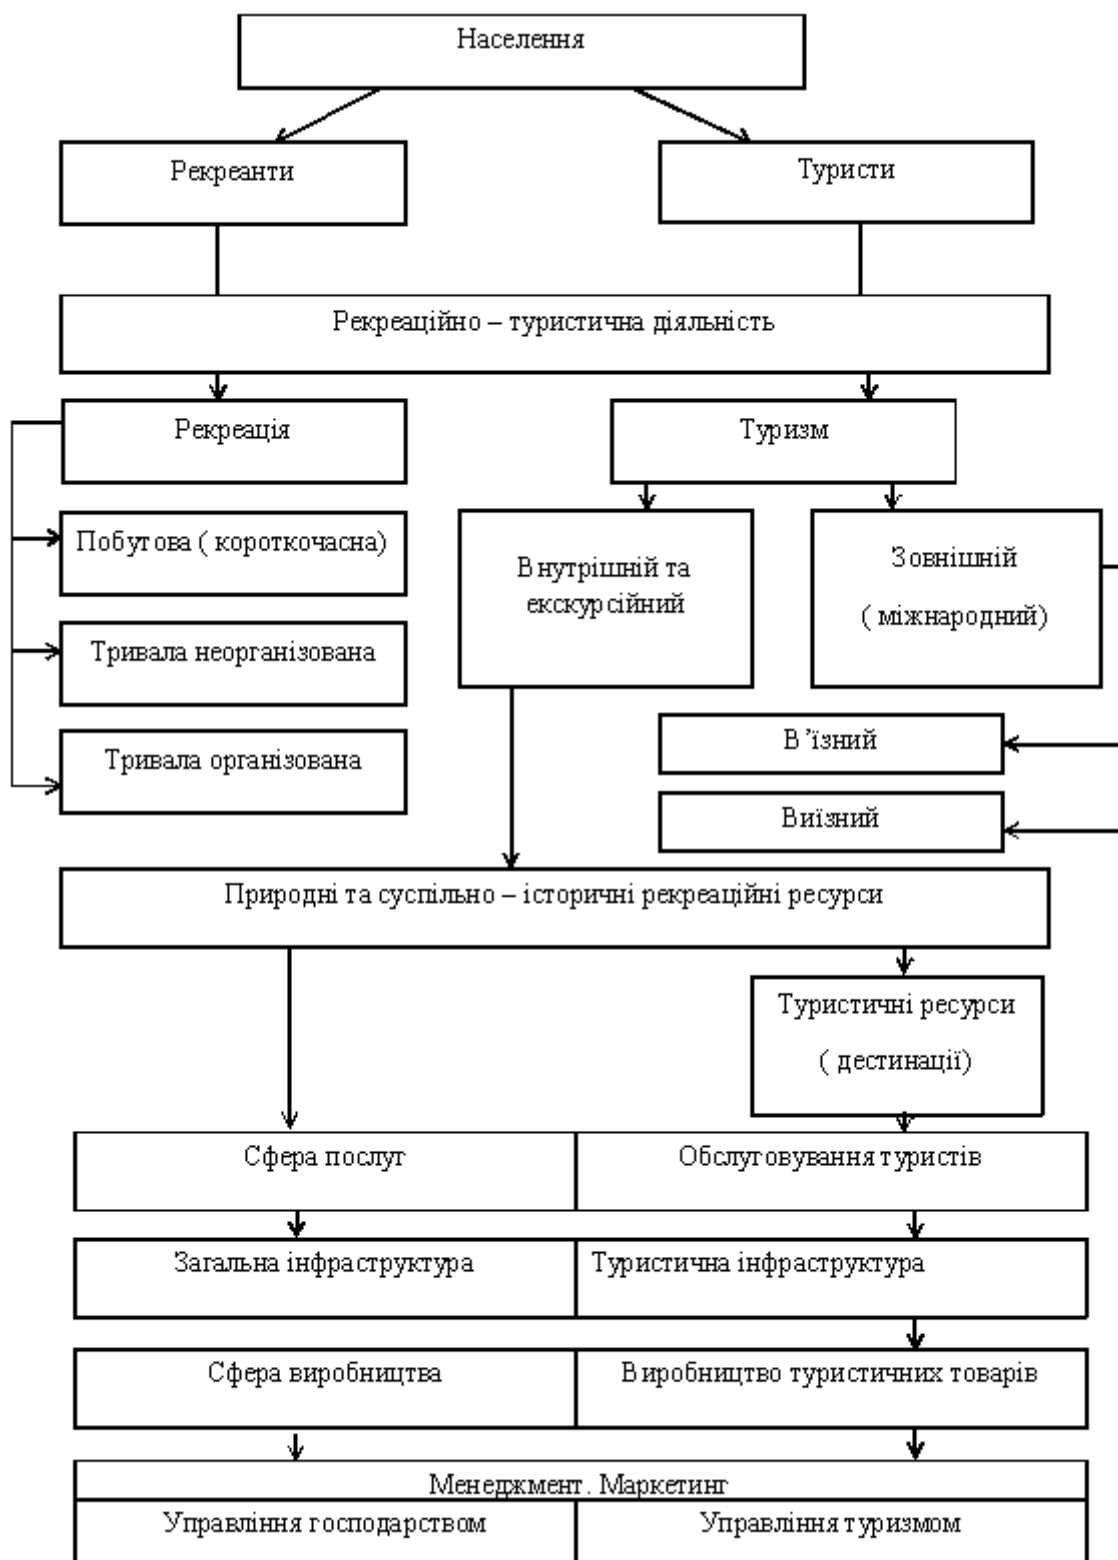 Населення
Рекреанти
Туристи
Рекреаційно – туристична діяльність
Рекреація
Туризм
Побутова ( короткочасна)
Внутрішній та
екскурсійний
Зовнішній
( міжнародний)
Тривала неорганізована
Тривала організована
В’їзний
Виїзний
Природні та суспільно – історичні рекреаційні ресурси
Туристичні ресурси
( дестинації)
Сфера послуг
Обслуговування туристів
Загальна інфраструктура
Туристична інфраструктура
Сфера виробництва
Виробництво туристичних товарів
Менеджмент. Маркетинг
Управління господарством
Управління туризмом